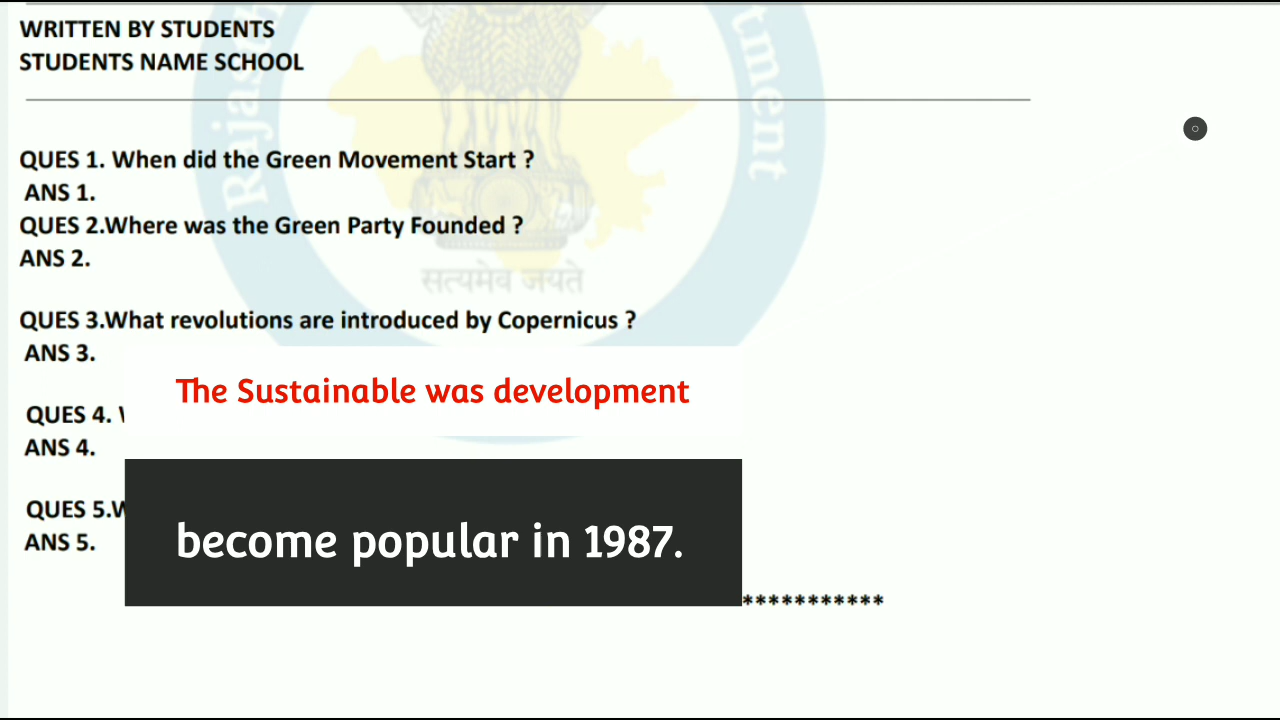 WRITTEN BY STUDENTS
STUDENTS NAME SCHOOL
QUES 1. When did the Green Movement Start ?
ANS 1.
QUES 2.Where was the Green Party Founded ?
ANS 2.
सत्यमेव जयते
QUES 3.What revolutions are introduced by Copernicus ?
ANS 3.
The Sustainable was development
QUES 4.
ANS 4.
QUES 5.W
become popular in 1987.
ANS 5.
***********